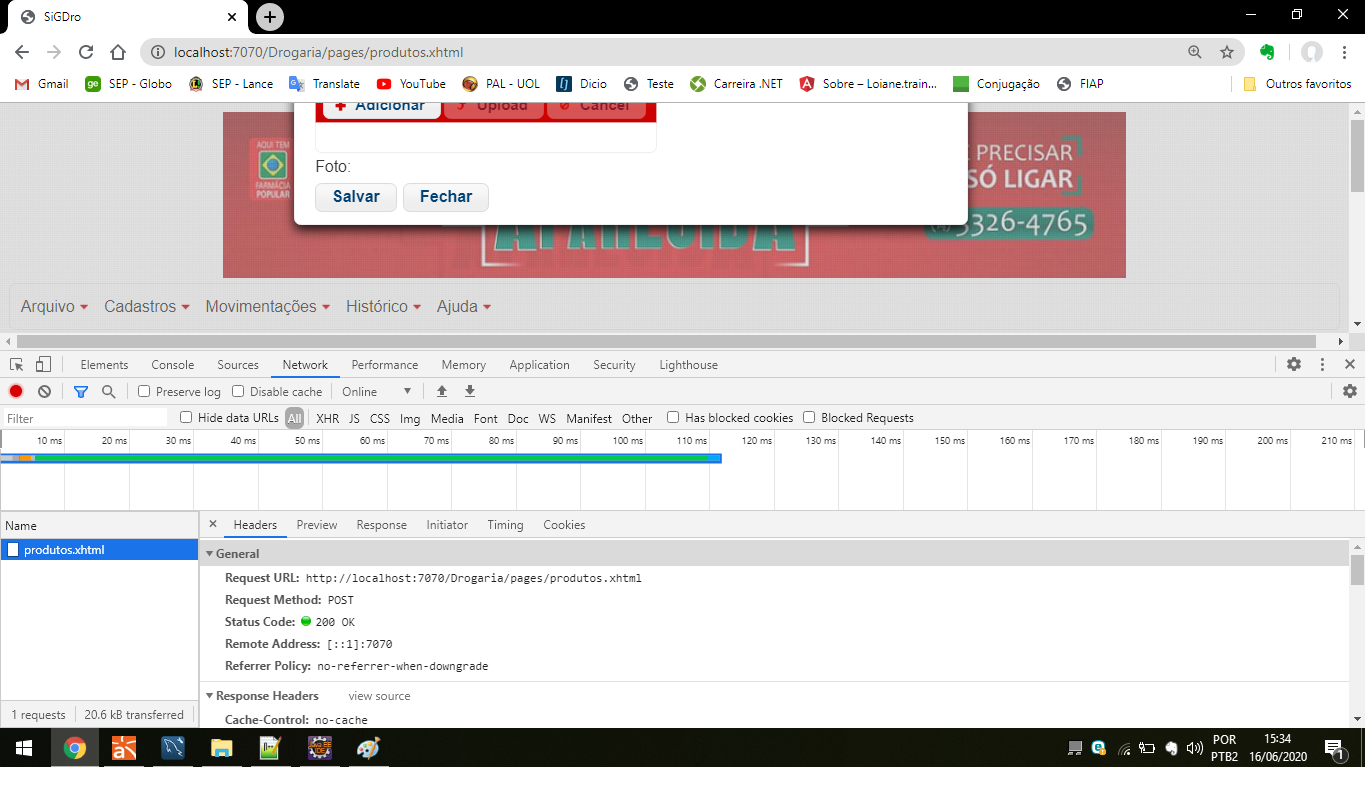 SiGDro
localhost:7070/Drogaria/pages/produtos.xhtml
Gmail SEP - Globo SEP - Lance Translate YouTube PAL - UOL Dicio Teste Carreira .NET Sobre – Loiane.train... Conjugação FIAP Outros favoritos
Adicionar Upload Cancel
AQUI TEM
FARMÁCIA
POPULAR
PRECISAR
SÓ LIGAR
3326-4765
APARECIDA
Foto:
Salvar Fechar
Arquivo Cadastros Movimentações Histórico Ajuda
Elements Console Sources Network Performance Memory Application Security Lighthouse
Preserve log Disable cache Online
Filter Hide data URLs All XHR JS CSS Img Media Font Doc WS Manifest Other Has blocked cookies Blocked Requests
10 ms 20 ms 30 ms 40 ms 50 ms 60 ms 70 ms 80 ms 90 ms 100 ms 110 ms 120 ms 130 ms 140 ms 150 ms 160 ms 170 ms 180 ms 190 ms 200 ms 210 ms
Name
produtos.xhtml
Headers Preview Response Initiator Timing Cookies
General
Request URL: http://localhost:7070/Drogaria/pages/produtos.xhtml
Request Method: POST
Status Code: 200 OK
Remote Address: [::1]:7070
Referrer Policy: no-referrer-when-downgrade
Response Headers view source
Cache-Control: no-cache
1 requests 20.6 kB transferred
POR
PTB2
15:34
16/06/2020
1